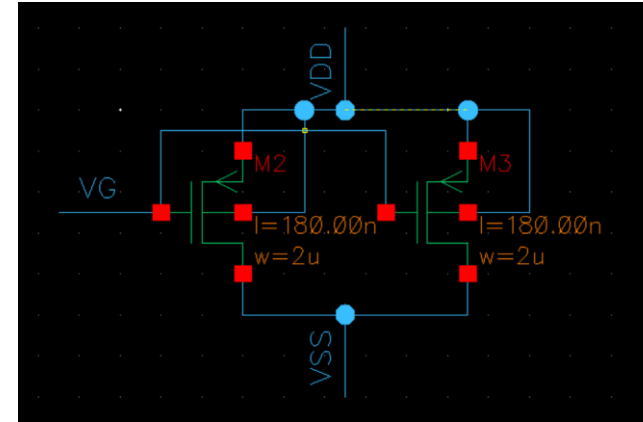 VDD
M2
M3
VG
l=180.00n
l=180.00n
w=2u
w=2u
VSS